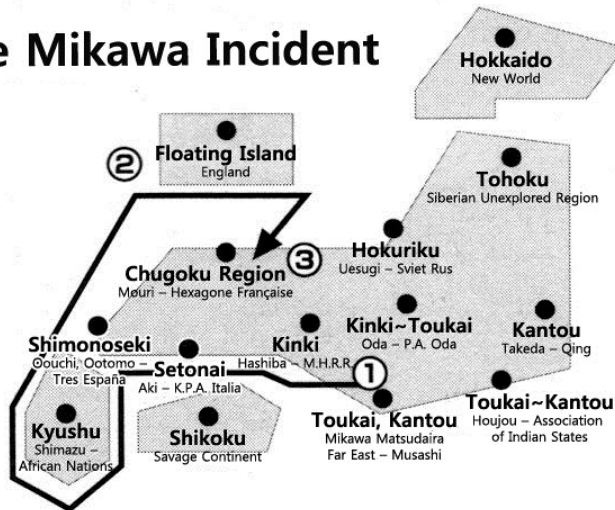 e Mikawa Incident
Hokkaido
New World
②
Floating Island
England
Tohoku
Siberian Unexplored Region
Hokuriku
Uesugi – Sviet Rus
③
Chugoku Region
Mouri – Hexagone Française
Kinki~Toukai
Oda – P.A. Oda
Kantou
Takeda – Qing
Shimonoseki
Oouchi, Ootomo –
Tres España
Kinki
Hashiba – M.H.R.R.
Setonai
Aki – K.P.A. Italia
①
Toukai, Kantou
Mikawa Matsudaira
Far East – Musashi
Toukai~Kantou
Houjou – Association
of Indian States
Kyushu
Shimazu –
African Nations
Shikoku
Savage Continent